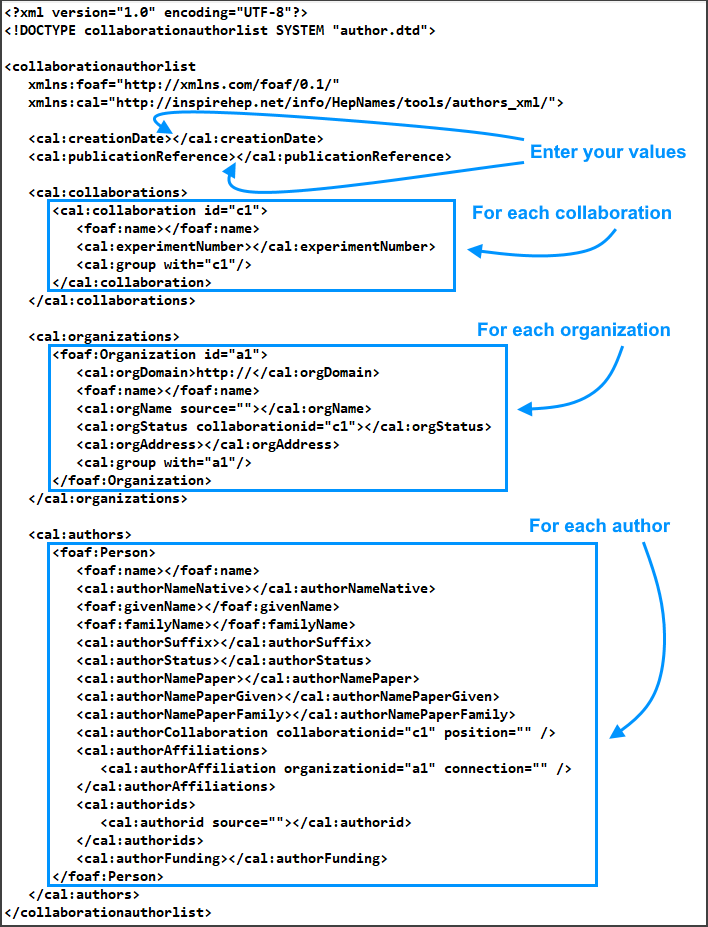 <?xml version="1.0" encoding="UTF-8"?>
<!DOCTYPE collaborationauthorlist SYSTEM "author.dtd">
<collaborationauthorlist
xmlns:foaf="http://xmlns.com/foaf/0.1/"
xmlns:cal="http://inspirehep.net/info/HepNames/tools/authors_xml/">
<cal:creationDate></cal:creationDate>
<cal:publicationReference></cal:publicationReference>
Enter your values
<cal:collaborations>
<cal:collaboration id="c1">
<foaf:name></foaf:name>
<cal:experimentNumber></cal:experimentNumber>
<cal:group with="c1"/>
</cal:collaboration>
</cal:collaborations>
For each collaboration
<cal:organizations>
<foaf:Organization id="a1">
<cal:orgDomain>http://</cal:orgDomain>
<foaf:name></foaf:name>
<cal:orgName source=""></cal:orgName>
<cal:orgStatus collaborationid="c1"></cal:orgStatus>
<cal:orgAddress></cal:orgAddress>
<cal:group with="a1"/>
</foaf:Organization>
</cal:organizations>
For each organization
<cal:authors>
<foaf:Person>
<foaf:name></foaf:name>
<cal:authorNameNative></cal:authorNameNative>
<foaf:givenName></foaf:givenName>
<foaf:familyName></foaf:familyName>
<cal:authorSuffix></cal:authorSuffix>
<cal:authorStatus></cal:authorStatus>
<cal:authorNamePaper></cal:authorNamePaper>
<cal:authorNamePaperGiven></cal:authorNamePaperGiven>
<cal:authorNamePaperFamily></cal:authorNamePaperFamily>
<cal:authorCollaboration collaborationid="c1" position="" />
<cal:authorAffiliations>
<cal:authorAffiliation organizationid="a1" connection="" />
</cal:authorAffiliations>
<cal:authorids>
<cal:authorid source=""></cal:authorid>
</cal:authorids>
<cal:authorFunding></cal:authorFunding>
</foaf:Person>
</cal:authors>
</collaborationauthorlist>
For each author